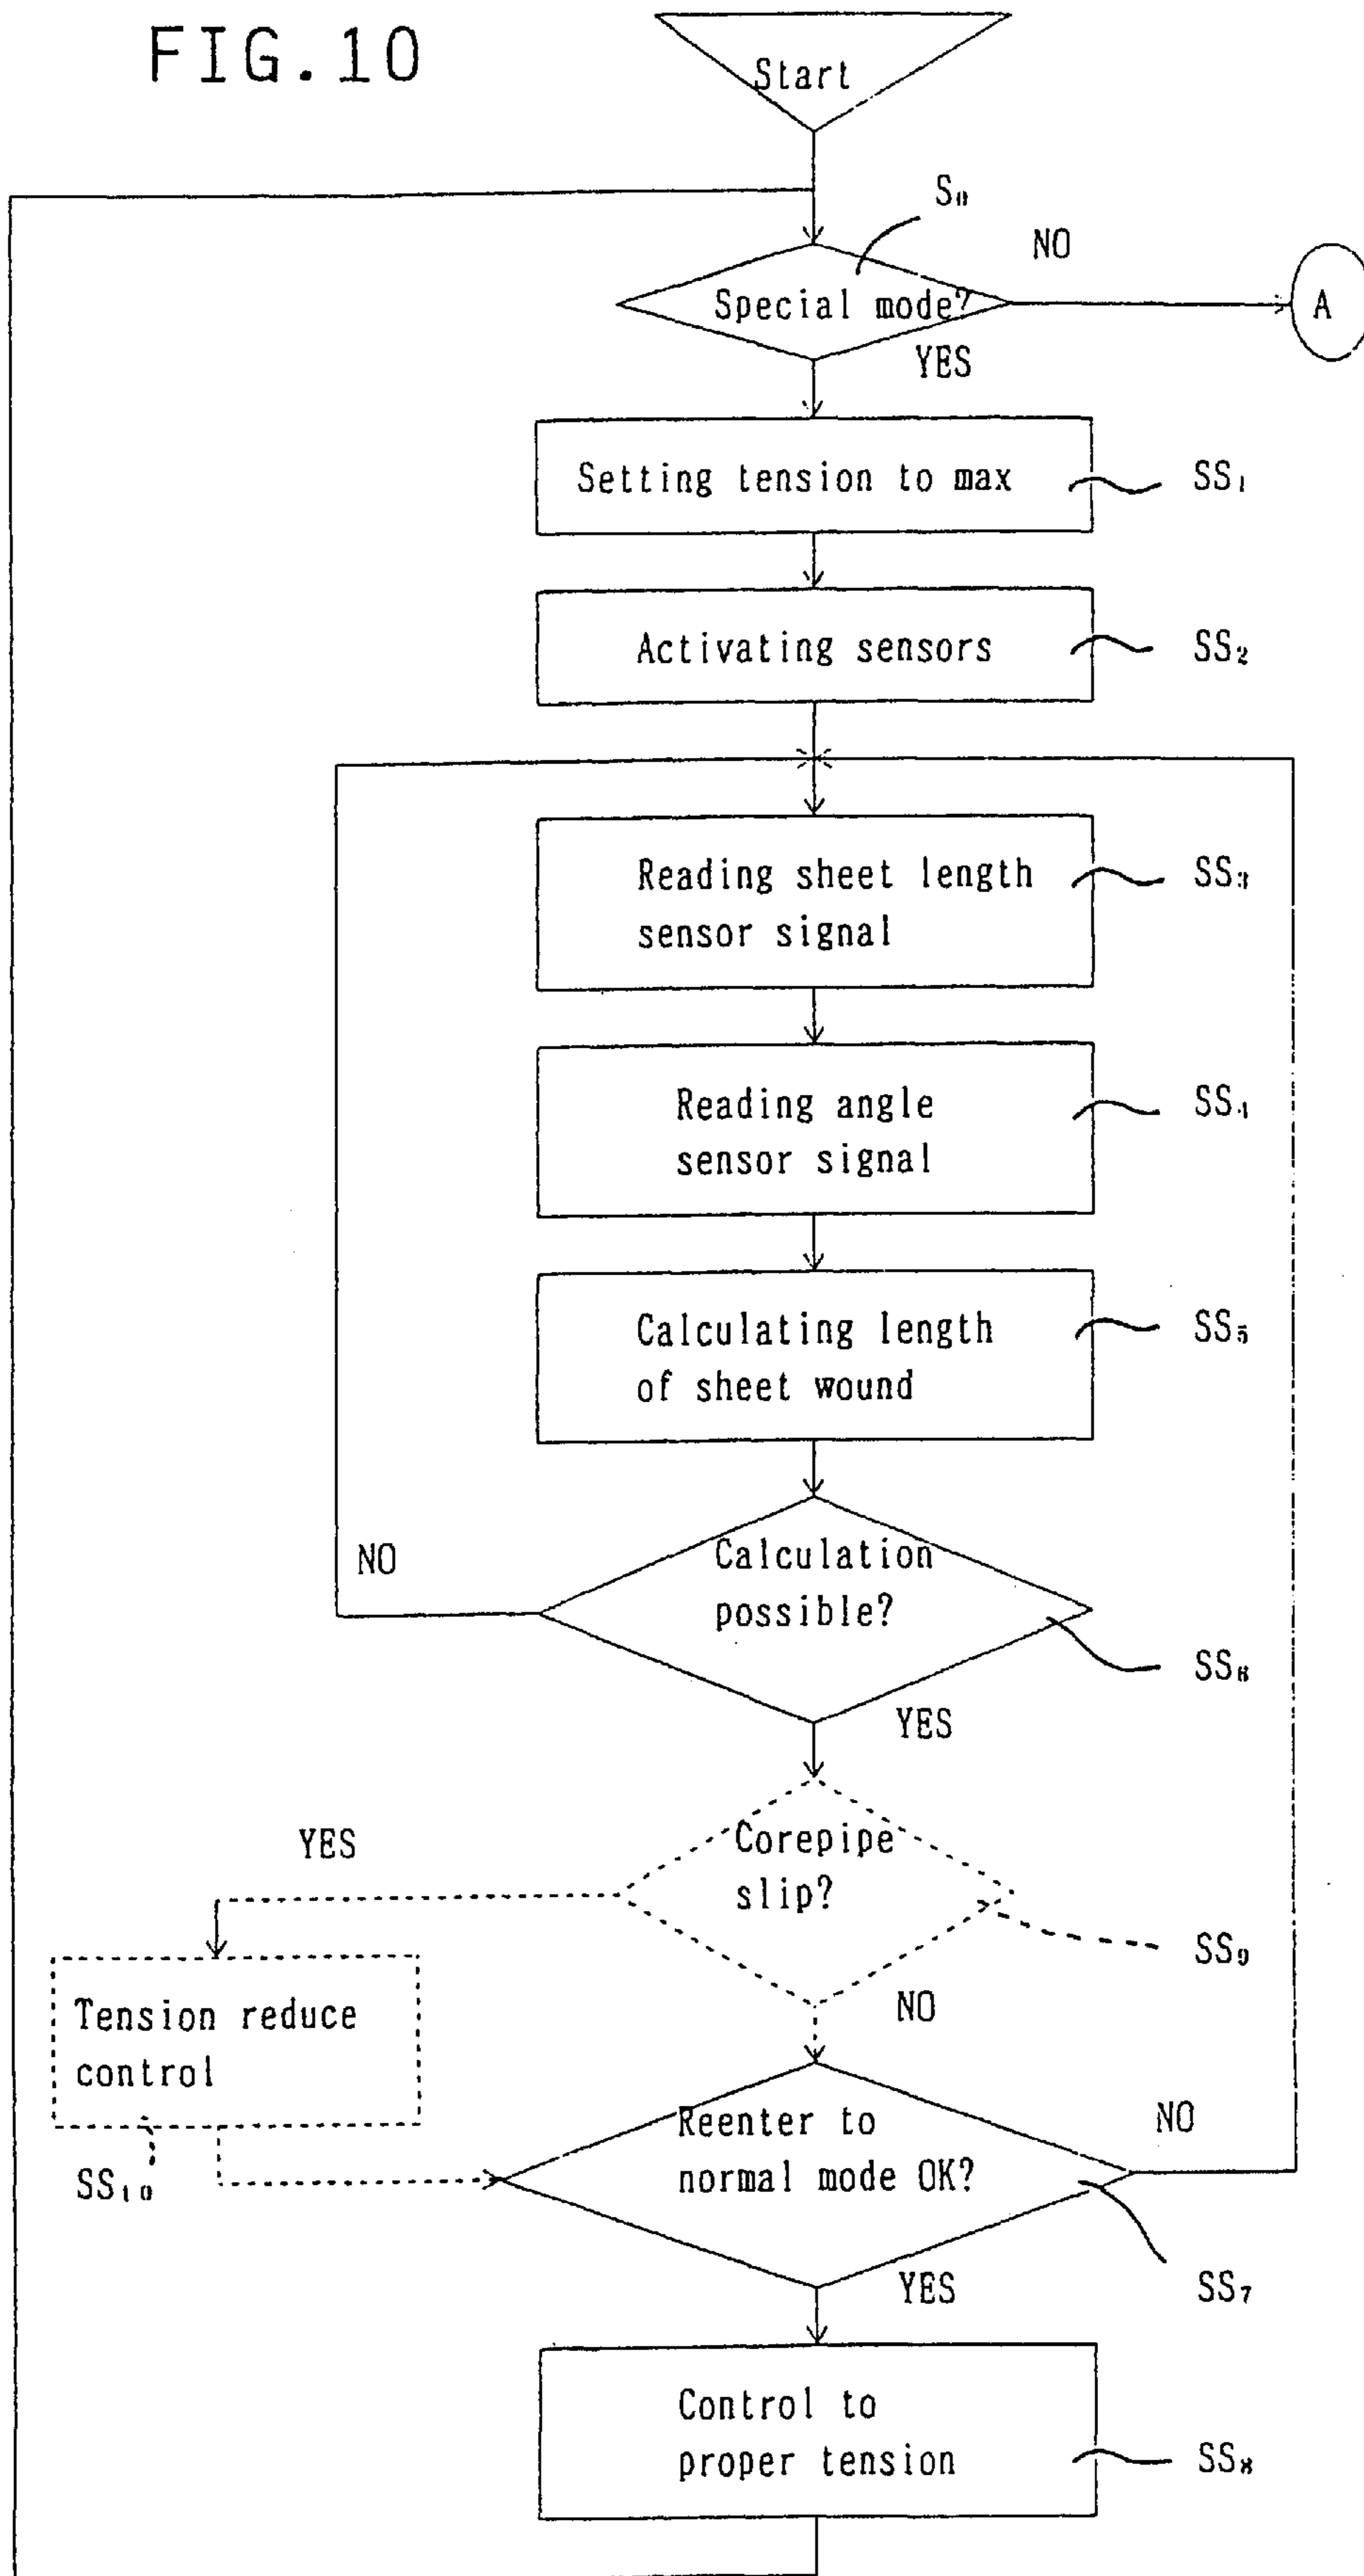 FIG.10
Start
S₀
NO
Special mode?
A
YES
Setting tension to max
SS₁
Activating sensors
SS₂
Reading sheet length
sensor signal
SS₃
Reading angle
sensor signal
SS₄
Calculating length
of sheet wound
SS₅
Calculation
possible?
NO
SS₆
YES
Corepipe
slip?
YES
SS₉
NO
Tension reduce
control
SS₁₀
Reenter to
normal mode OK?
NO
SS₇
YES
Control to
proper tension
SS₈